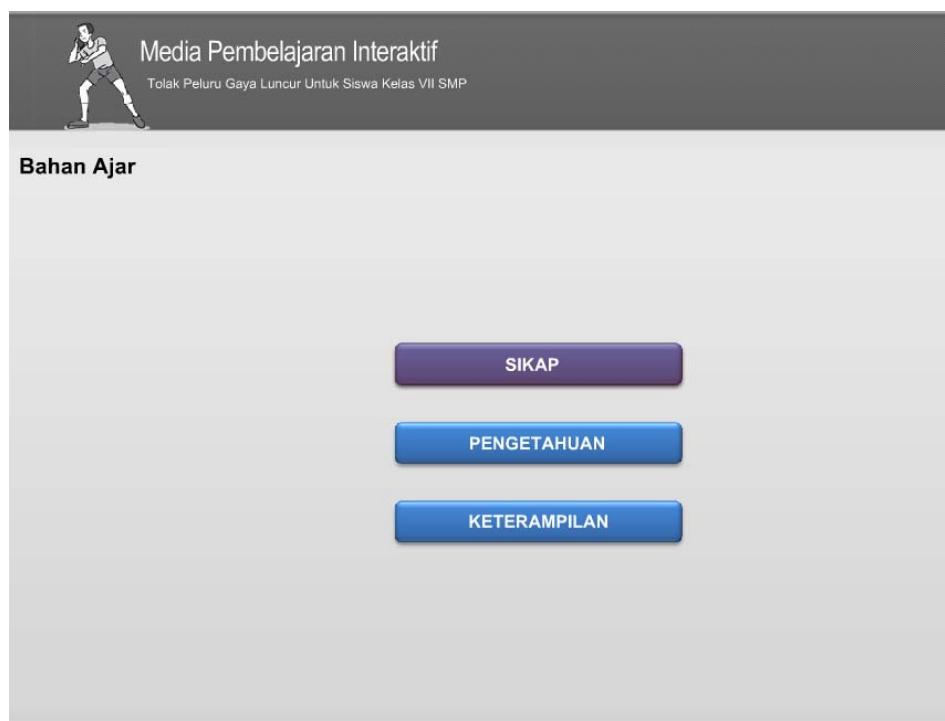 Media Pembelajaran Interaktif
Tolak Peluru Gaya Luncur Untuk Siswa Kelas VII SMP
Bahan Ajar
SIKAP
PENGETAHUAN
KETERAMPILAN